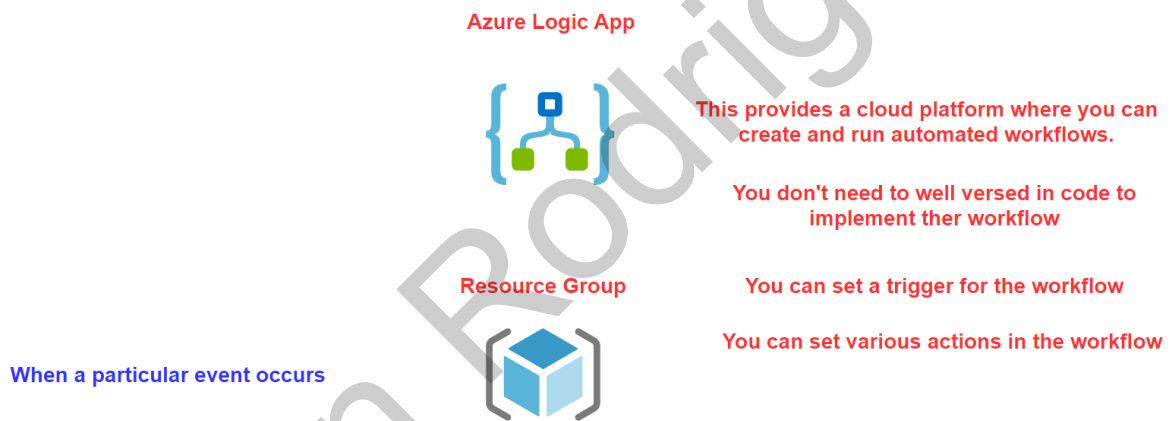 Azure Logic App
This provides a cloud platform where you can
create and run automated workflows.
You don't need to well versed in code to
implement ther workflow
Resource Group
You can set a trigger for the workflow
You can set various actions in the workflow
When a particular event occurs
n Rodrig